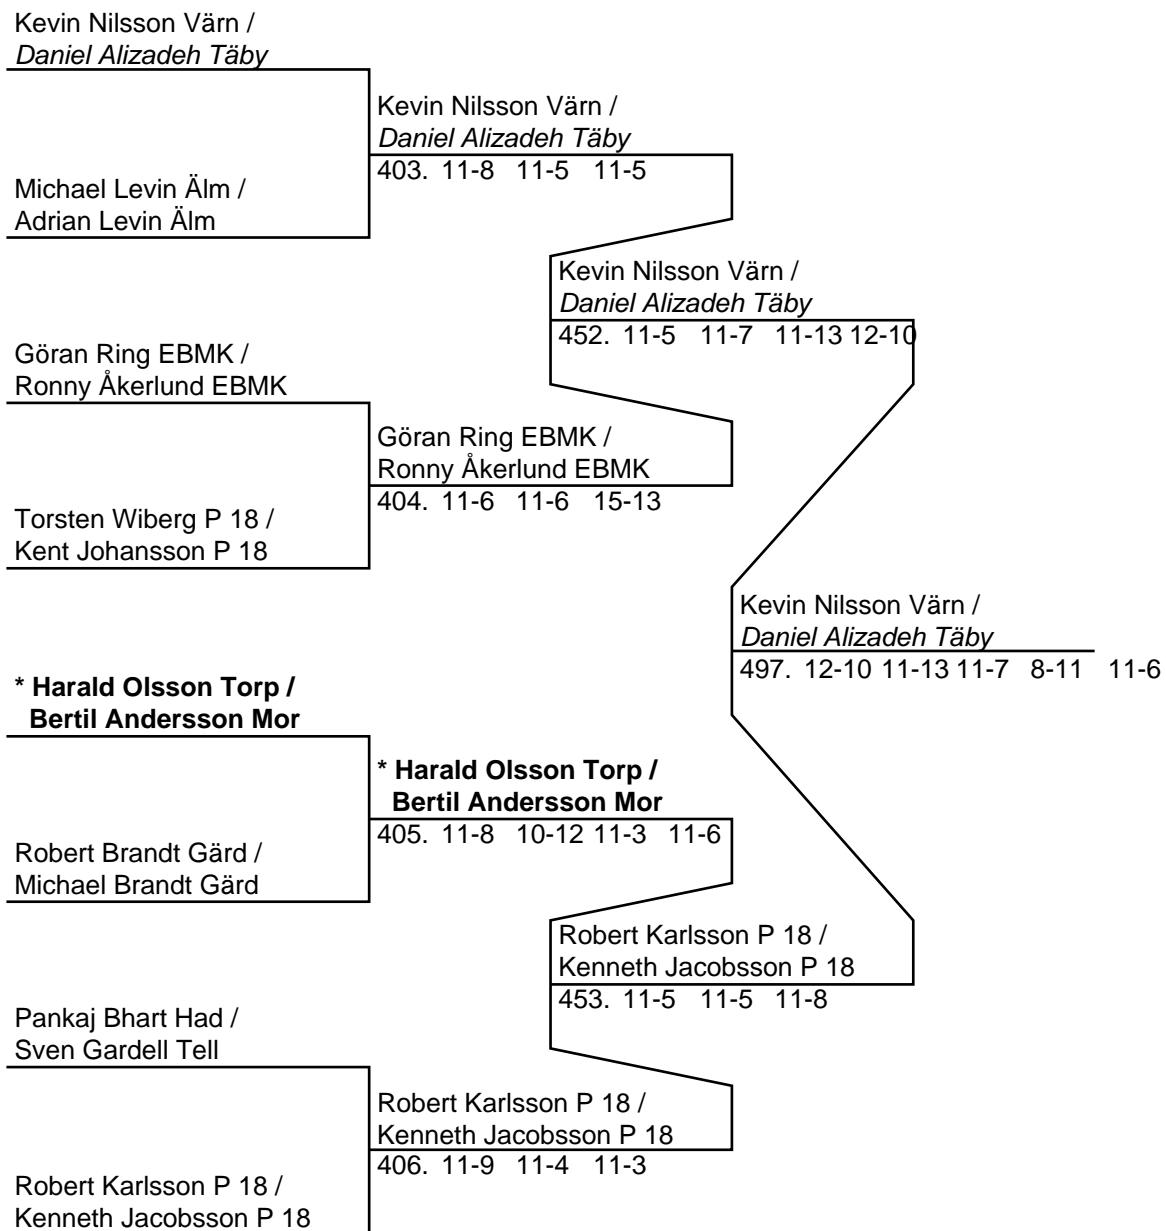 Kevin Nilsson Värn /
Daniel Alizadeh Täby
Kevin Nilsson Värn /
Daniel Alizadeh Täby
403. 11-8 11-5 11-5
Michael Levin Älm /
Adrian Levin Älm
Kevin Nilsson Värn /
Daniel Alizadeh Täby
452. 11-5 11-7 11-13 12-10
Göran Ring EBMK /
Ronny Åkerlund EBMK
Göran Ring EBMK /
Ronny Åkerlund EBMK
404. 11-6 11-6 15-13
Torsten Wiberg P 18 /
Kent Johansson P 18
Kevin Nilsson Värn /
Daniel Alizadeh Täby
497. 12-10 11-13 11-7 8-11 11-6
* Harald Olsson Torp /
Bertil Andersson Mor
* Harald Olsson Torp /
Bertil Andersson Mor
405. 11-8 10-12 11-3 11-6
Robert Brandt Gärd /
Michael Brandt Gärd
Robert Karlsson P 18 /
Kenneth Jacobsson P 18
453. 11-5 11-5 11-8
Pankaj Bhart Had /
Sven Gardell Tell
Robert Karlsson P 18 /
Kenneth Jacobsson P 18
406. 11-9 11-4 11-3
Robert Karlsson P 18 /
Kenneth Jacobsson P 18